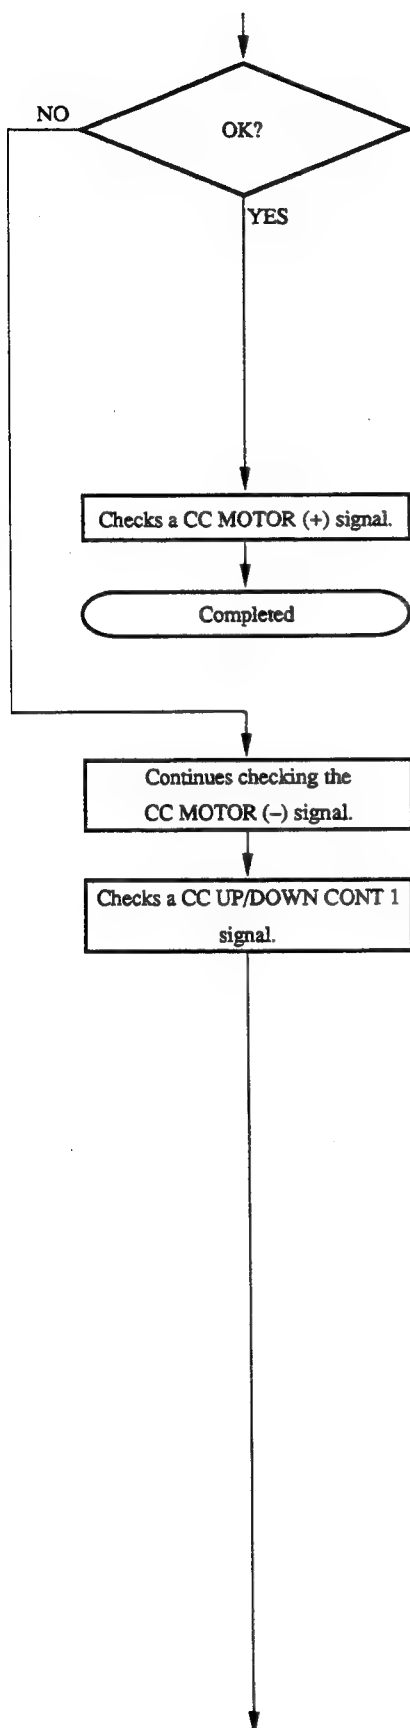 NO
OK?
YES
Checks a CC MOTOR (+) signal.
Completed
Continues checking the
CC MOTOR (–) signal.
Checks a CC UP/DOWN CONT 1
signal.